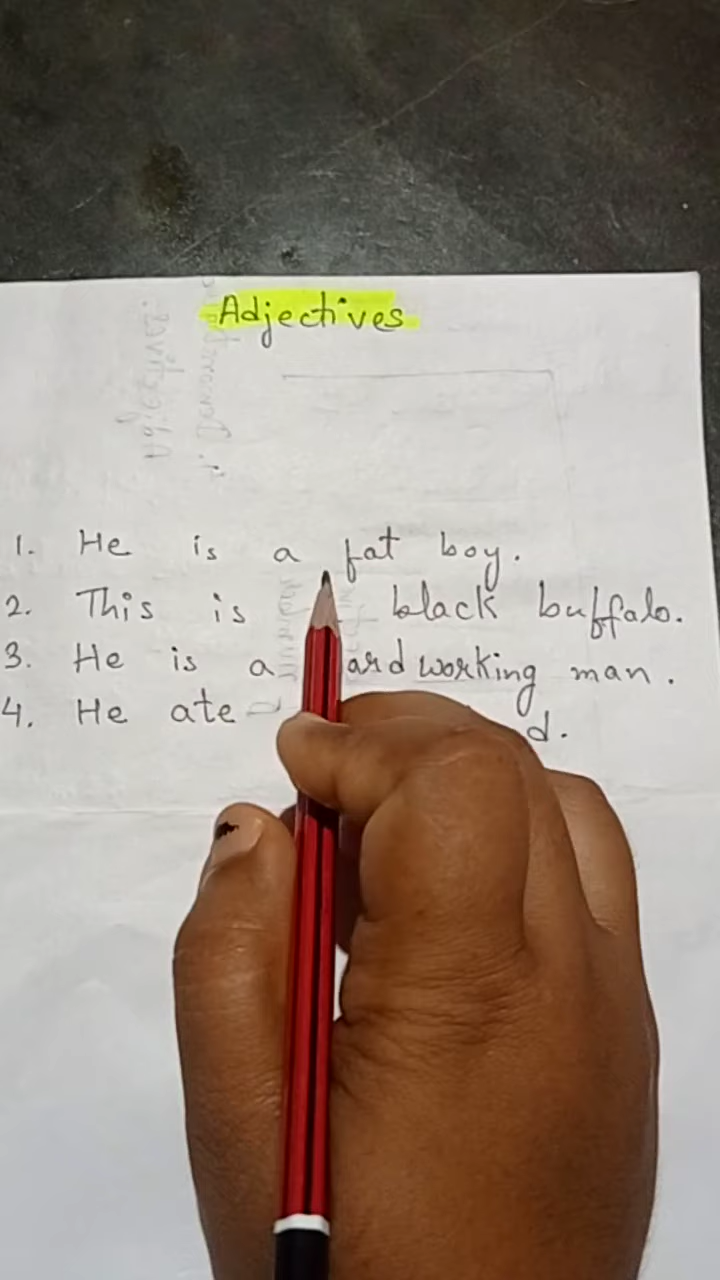 Adjectives
1. He is a fat boy.
2. This is black buffalo.
3. He is a ard working man.
4. He ate d.